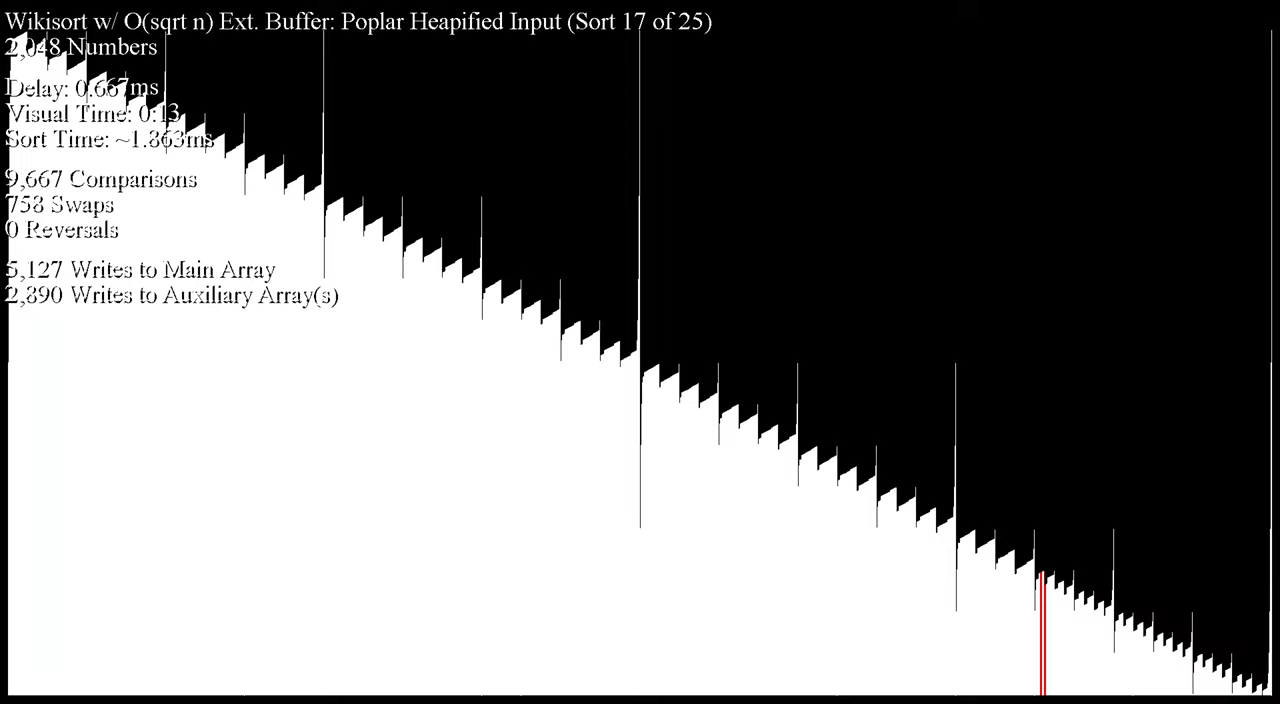 Wikisort w/ O(sqrt n) Ext. Buffer: Poplar Heapified Input (Sort 17 of 25)
2,048 Numbers
Delay: 0.667ms
Visual Time: 0:13
Sort Time: ~1.863ms
9,667 Comparisons
758 Swaps
0 Reversals
5,127 Writes to Main Array
2,890 Writes to Auxiliary Array(s)